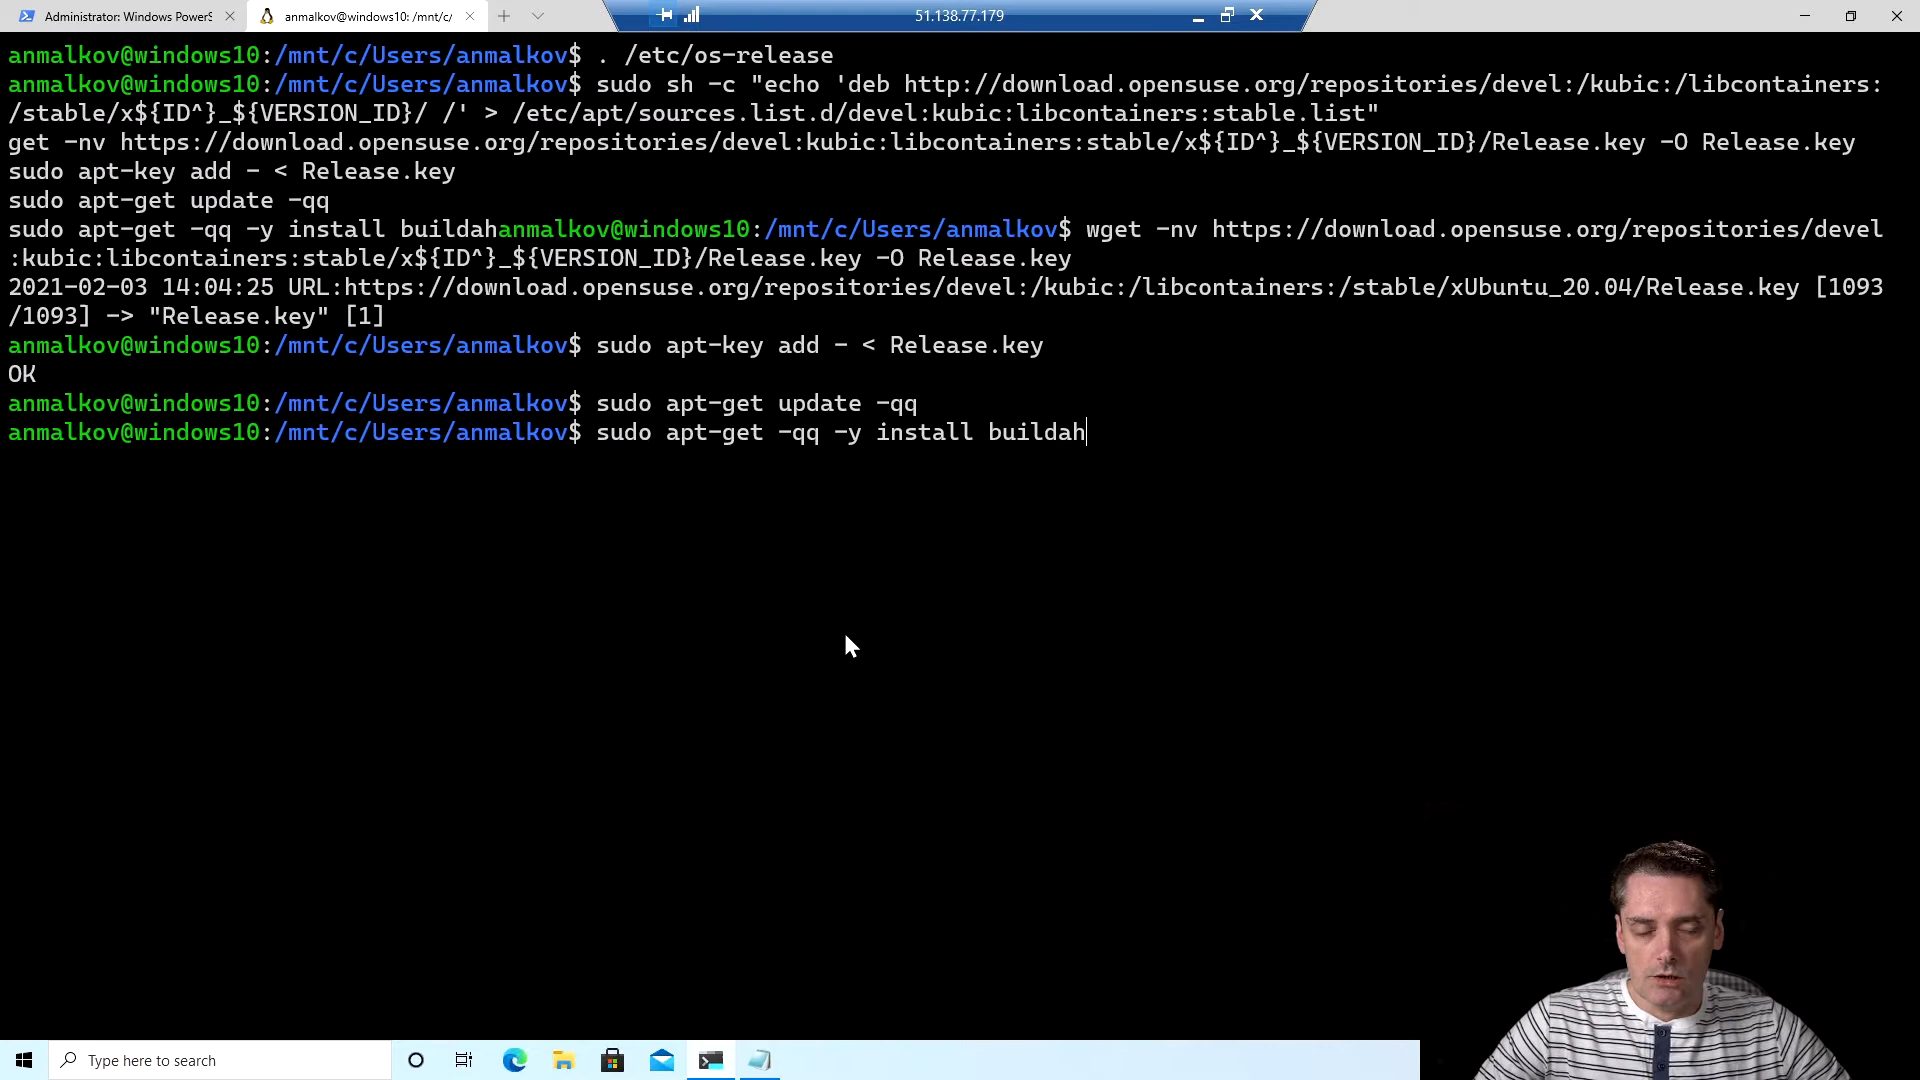 Administrator: Windows PowerS
anmalkov@windows10: /mnt/c/
51.138.77.179
anmalkov@windows10:/mnt/c/Users/anmalkov$ . /etc/os-release
anmalkov@windows10:/mnt/c/Users/anmalkov$ sudo sh -c "echo 'deb http://download.opensuse.org/repositories/devel:/kubic:/libcontainers:
/stable/x${ID^}_${VERSION_ID}/ /' > /etc/apt/sources.list.d/devel:kubic:libcontainers:stable.list"
get -nv https://download.opensuse.org/repositories/devel:kubic:libcontainers:stable/x${ID^}_${VERSION_ID}/Release.key -O Release.key
sudo apt-key add - < Release.key
sudo apt-get update -qq
sudo apt-get -qq -y install buildahanmalkov@windows10:/mnt/c/Users/anmalkov$ wget -nv https://download.opensuse.org/repositories/devel
:kubic:libcontainers:stable/x${ID^}_${VERSION_ID}/Release.key -O Release.key
2021-02-03 14:04:25 URL:https://download.opensuse.org/repositories/devel:/kubic:/libcontainers:/stable/xUbuntu_20.04/Release.key [1093
/1093] -> "Release.key" [1]
anmalkov@windows10:/mnt/c/Users/anmalkov$ sudo apt-key add - < Release.key
OK
anmalkov@windows10:/mnt/c/Users/anmalkov$ sudo apt-get update -qq
anmalkov@windows10:/mnt/c/Users/anmalkov$ sudo apt-get -qq -y install buildah
Type here to search